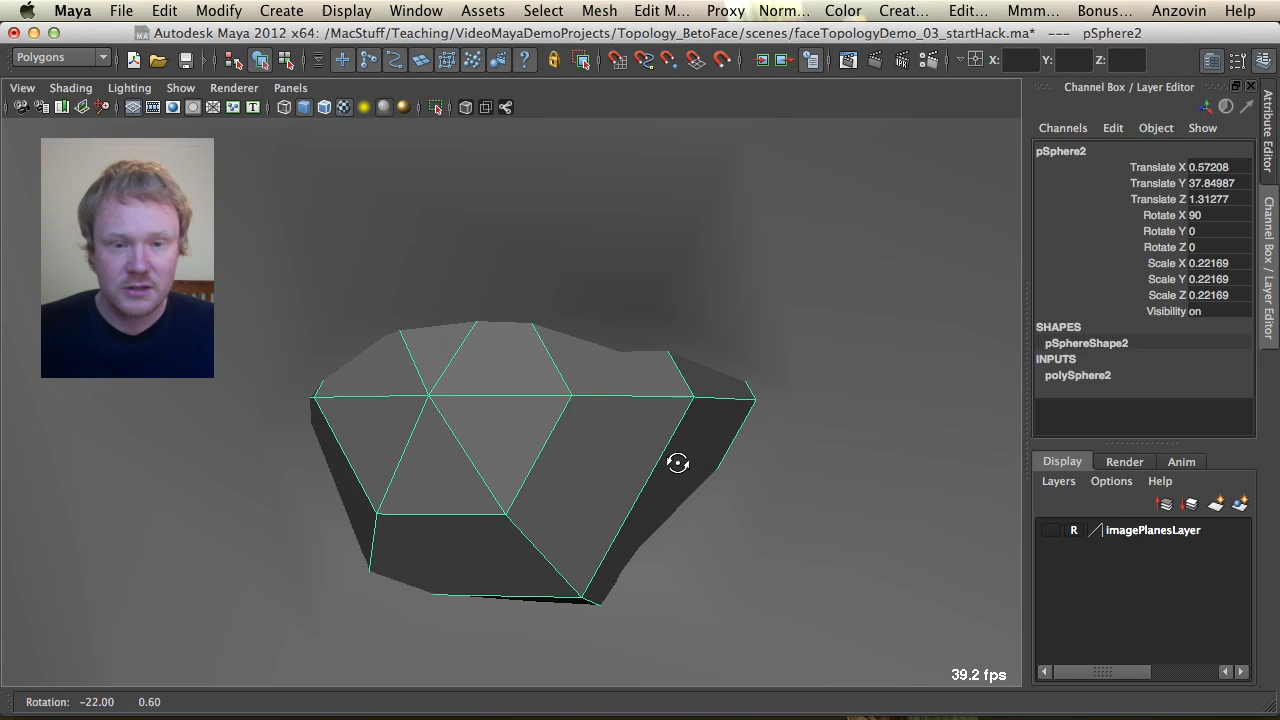 Maya File Edit Modify Create Display Window Assets Select Mesh Edit M... Proxy Norm... Color Creat... Edit... Mmm... Bonus... Anzovin Help
Autodesk Maya 2012 x64: /MacStuff/Teaching/VideoMayaDemoProjects/Topology_BetoFace/scenes/faceTopologyDemo_03_startHack.ma* --- pSphere2
Polygons X: Y: Z:
View Shading Lighting Show Renderer Panels
Channel Box / Layer Editor
Channels Edit Object Show
pSphere2
Translate X 0.57208
Translate Y 37.84987
Translate Z 1.31277
Rotate X 90
Rotate Y 0
Rotate Z 0
Scale X 0.22169
Scale Y 0.22169
Scale Z 0.22169
Visibility on
SHAPES
pSphereShape2
INPUTS
polySphere2
Attribute Editor
Channel Box / Layer Editor
Display Render Anim
Layers Options Help
R imagePlanesLayer
39.2 fps
Rotation: -22.00 0.60